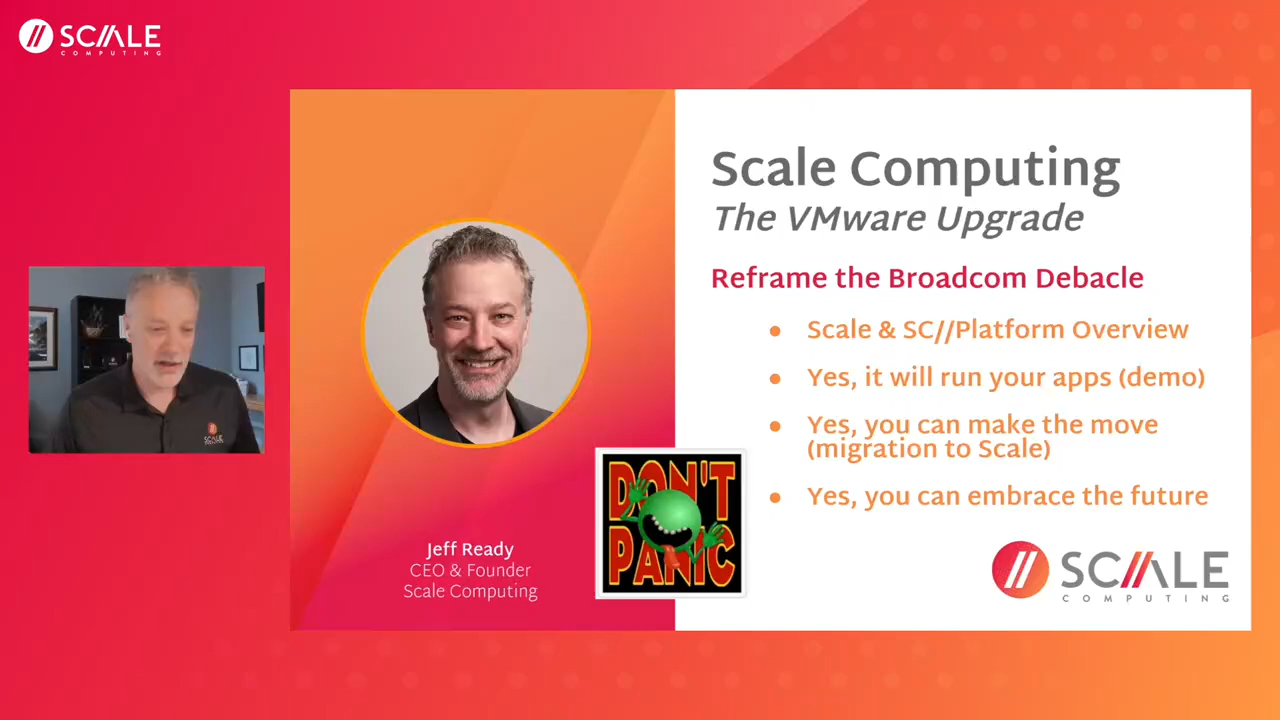 SCALE
COMPUTING
Scale Computing
The VMware Upgrade
Reframe the Broadcom Debacle
• Scale & SC//Platform Overview
• Yes, it will run your apps (demo)
• Yes, you can make the move
(migration to Scale)
• Yes, you can embrace the future
DON'T
PANIC
Jeff Ready
CEO & Founder
Scale Computing
SCALE
COMPUTING
SCALE